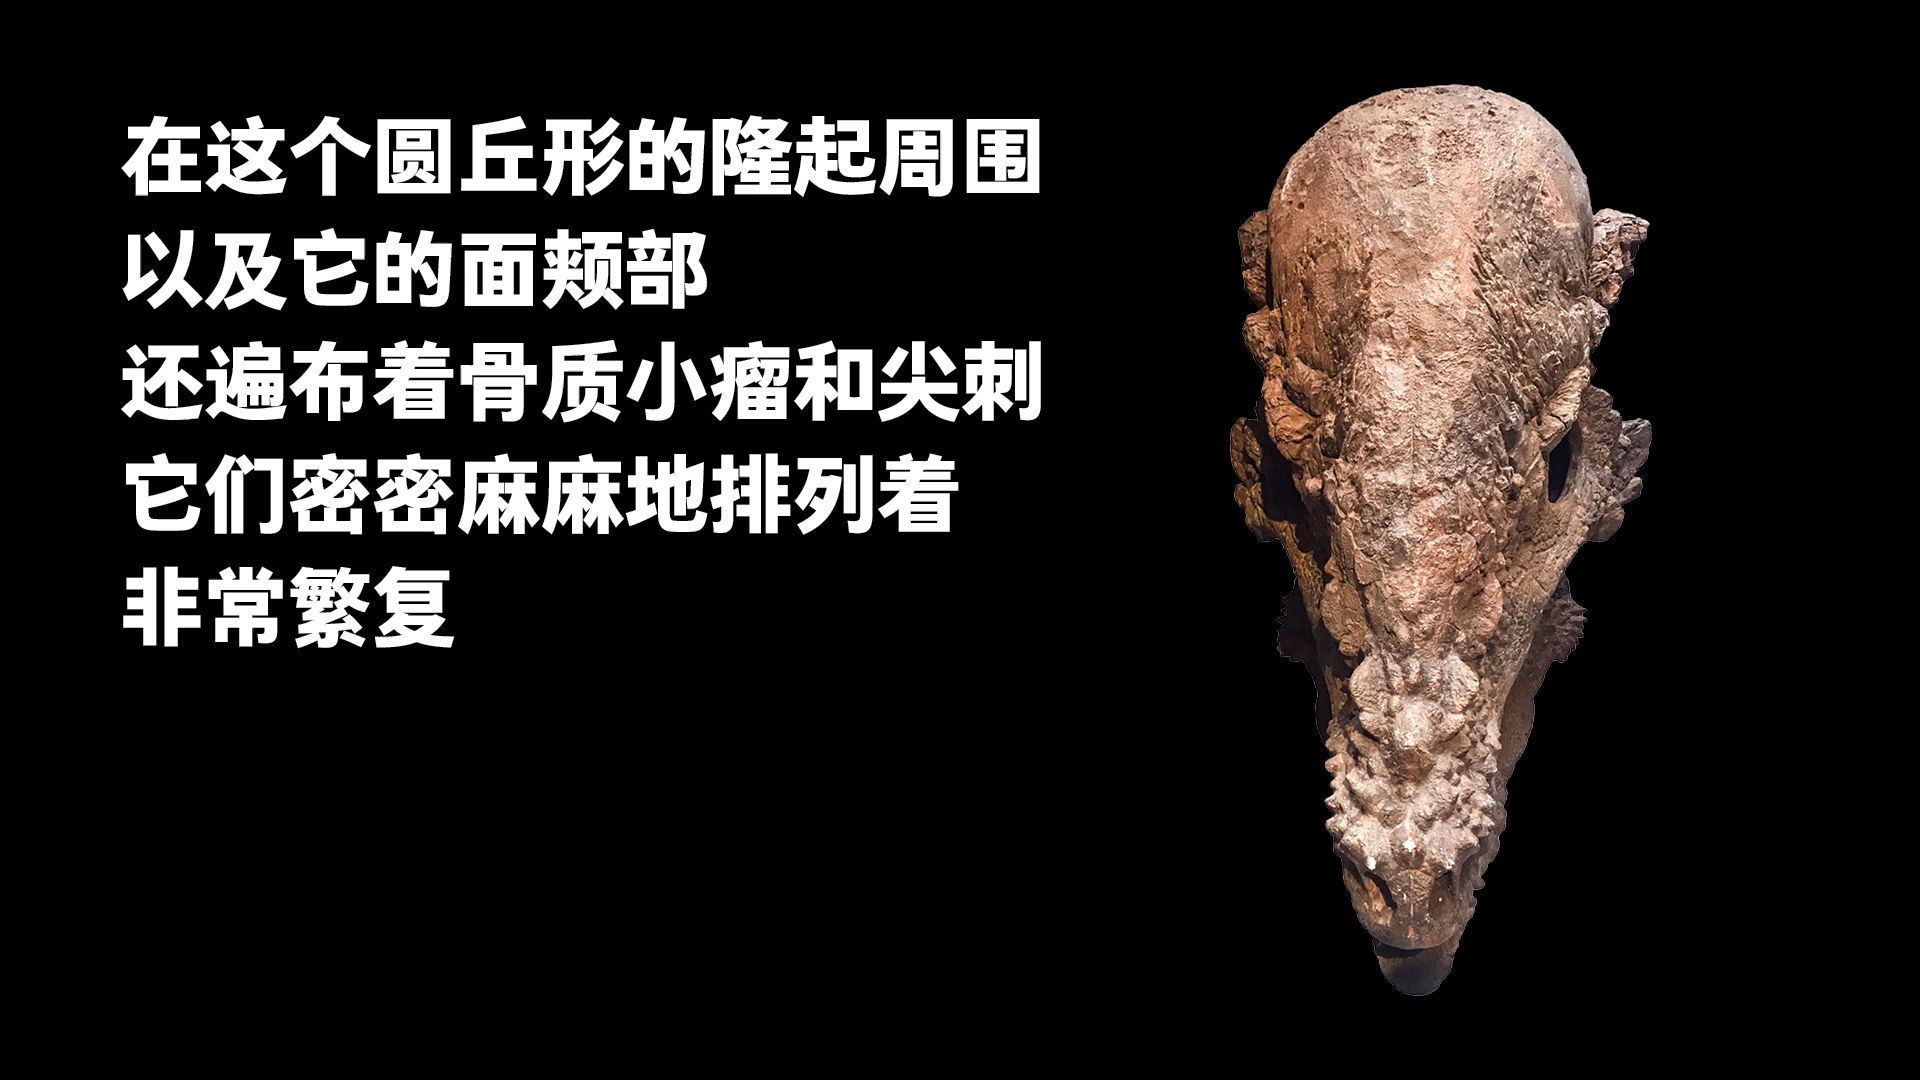 在这个圆丘形的隆起周围
以及它的面颊部
还遍布着骨质小瘤和尖刺
它们密密麻麻地排列着
非常繁复